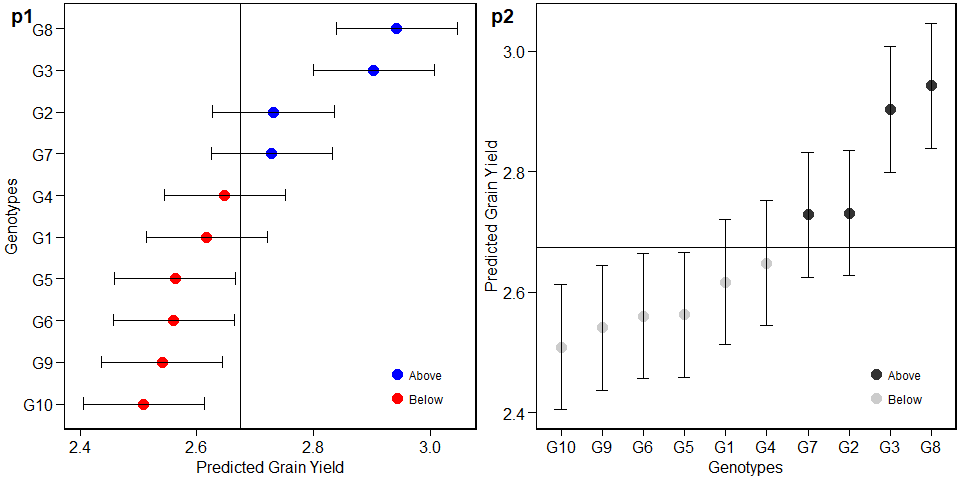 p1
Genotypes
G8
G3
G2
G7
G4
G1
G5
G6
G9
G10
Above
Below
2.4 2.6 2.8 3.0
Predicted Grain Yield
p2
Predicted Grain Yield
3.0
2.8
2.6
2.4
Above
Below
G10 G9 G6 G5 G1 G4 G7 G2 G3 G8
Genotypes